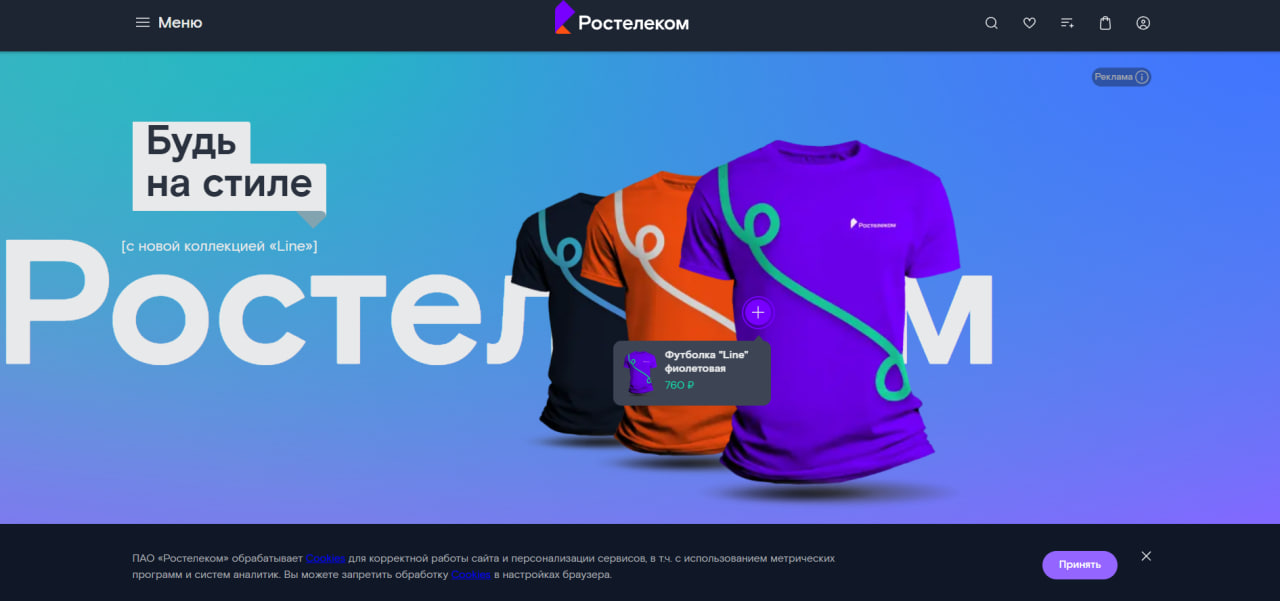 Меню
Ростелеком
Реклама
Будь
на стиле
[с новой коллекцией «Line»]
Ростелеком
Ростел м
Футболка "Line"
фиолетовая
760 ₽
ПАО «Ростелеком» обрабатывает Cookies для корректной работы сайта и персонализации сервисов, в т.ч. с использованием метрических
программ и систем аналитик. Вы можете запретить обработку Cookies в настройках браузера.
Принять